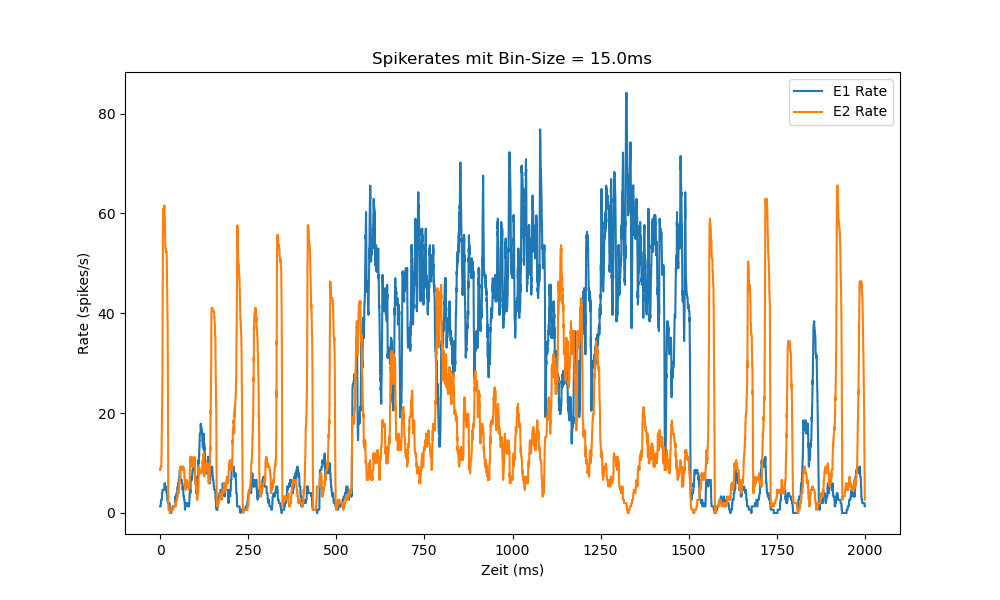 Spikerates mit Bin-Size = 15.0ms
E1 Rate
E2 Rate
Rate (spikes/s)
80
60
40
20
0
0 250 500 750 1000 1250 1500 1750 2000
Zeit (ms)